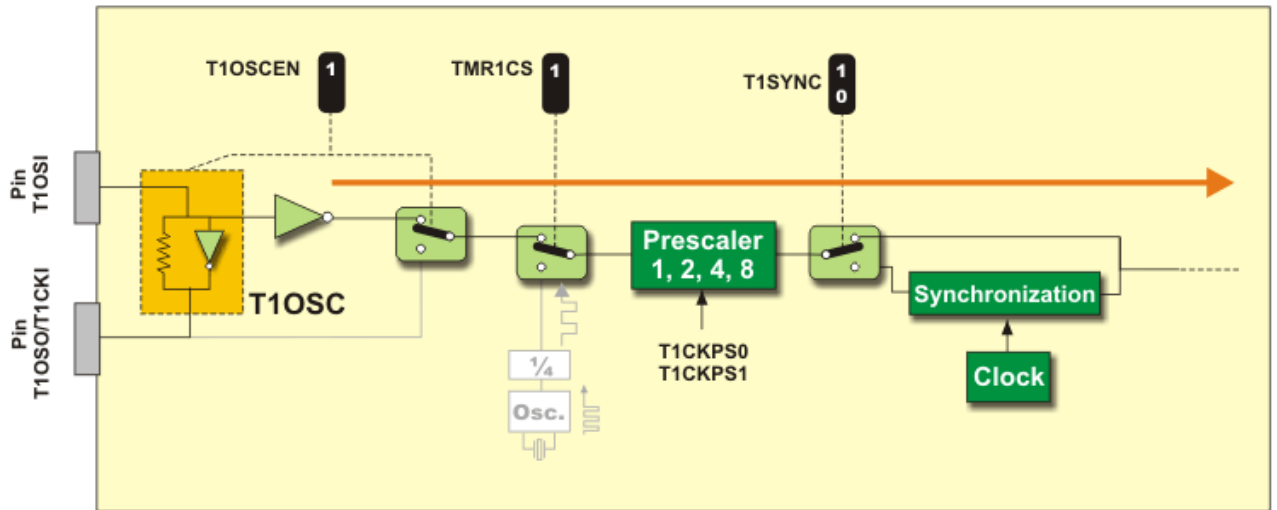 T1OSCEN
1
TMR1CS
1
T1SYNC
1
0
Pin
T1OSI
T1OSC
Pin
T1OSO/T1CKI
Prescaler
1, 2, 4, 8
T1CKPS0
T1CKPS1
Synchronization
Clock
¼
Osc.